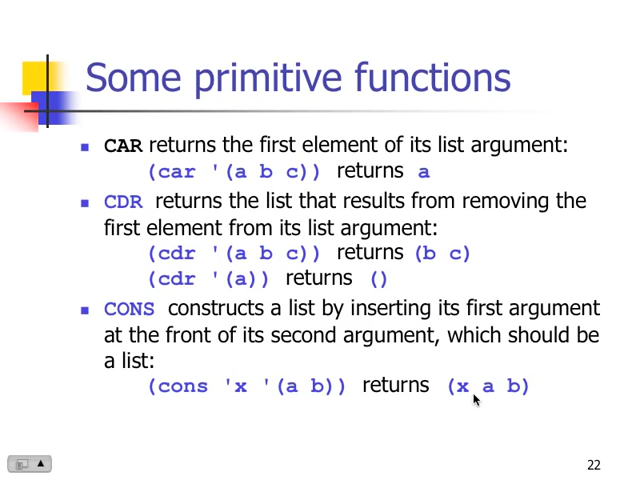 Some primitive functions
CAR returns the first element of its list argument:
(car '(a b c)) returns a
CDR returns the list that results from removing the
first element from its list argument:
(cdr '(a b c)) returns (b c)
(cdr '(a)) returns ()
CONS constructs a list by inserting its first argument
at the front of its second argument, which should be
a list:
(cons 'x '(a b)) returns (x a b)
22